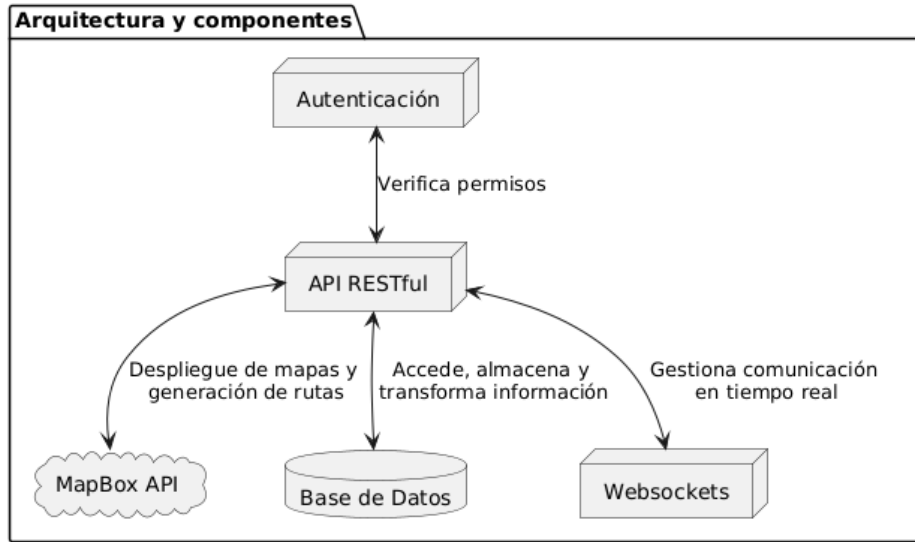 Arquitectura y componentes
Autenticación
Verifica permisos
API RESTful
Despliegue de mapas y
generación de rutas
Accede, almacena y
transforma información
Gestiona comunicación
en tiempo real
MapBox API
Base de Datos
Websockets